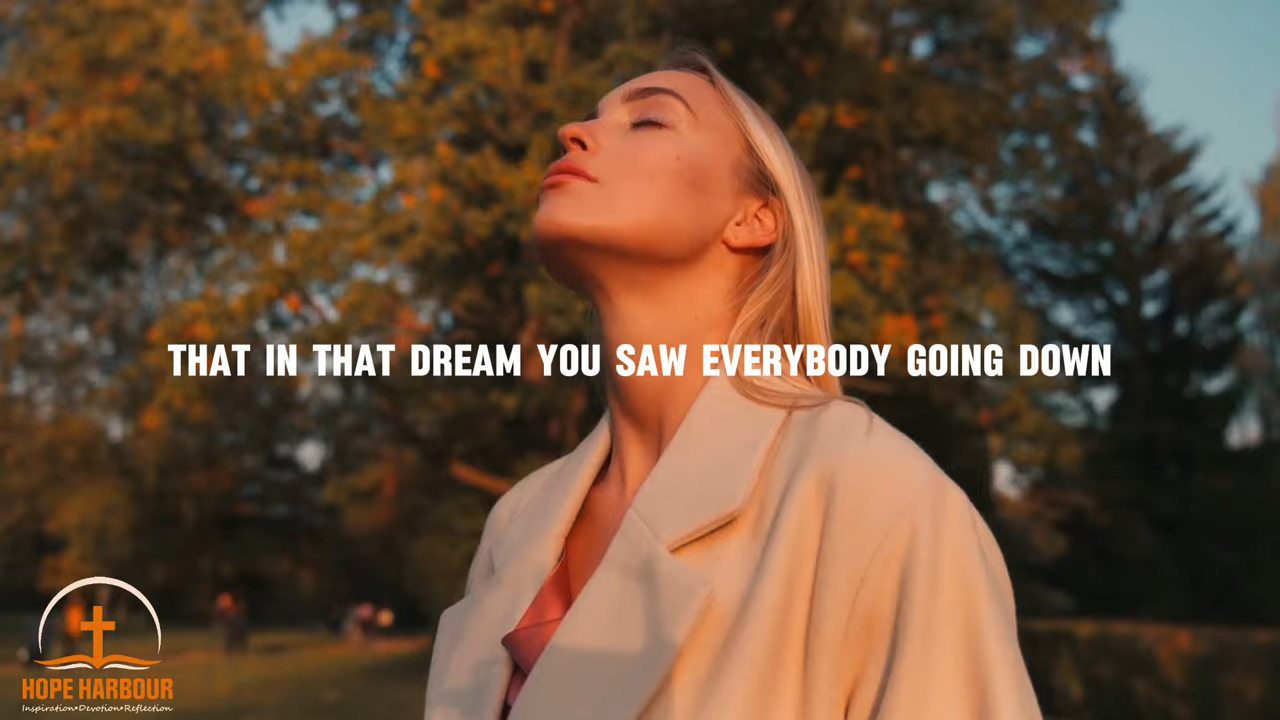 THAT IN THAT DREAM YOU SAW EVERYBODY GOING DOWN
HOPE HARBOUR
Inspiration•Devotion•Reflection